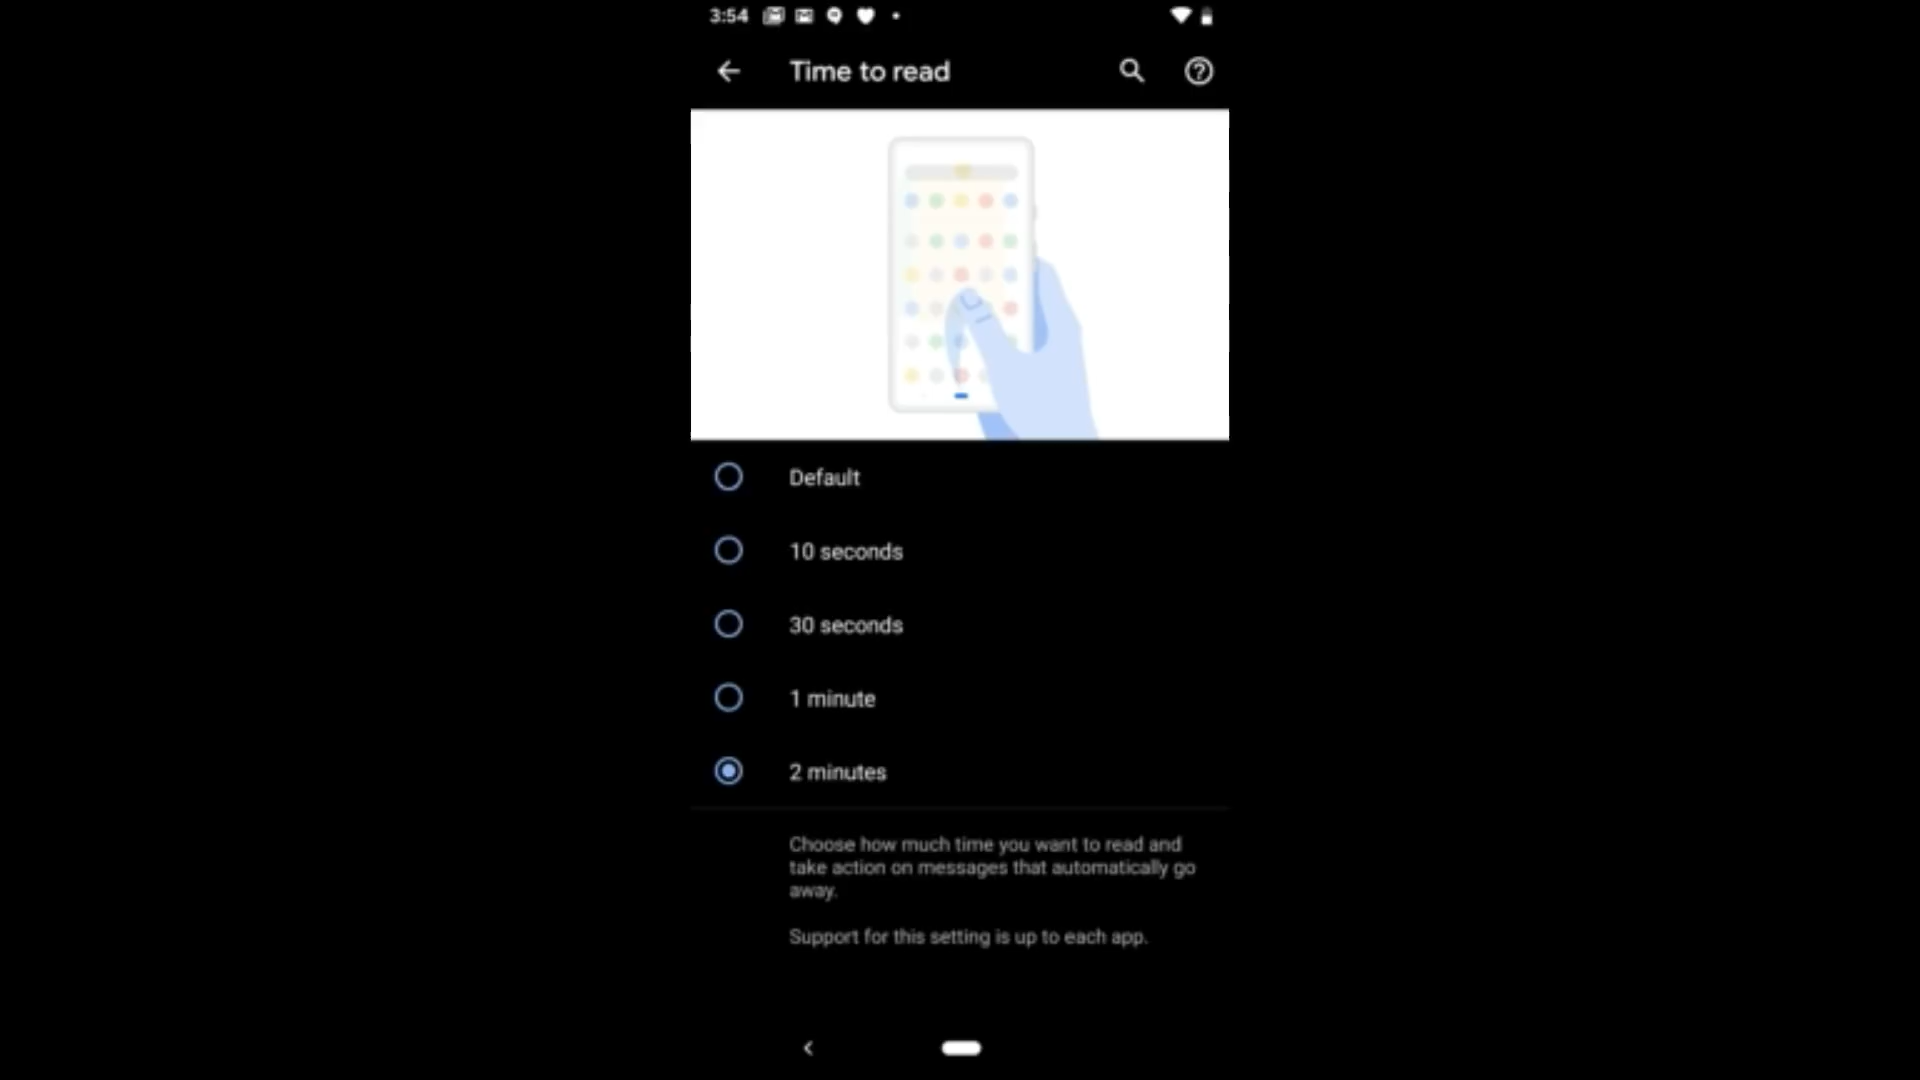 3:54
Time to read
Default
10 seconds
30 seconds
1 minute
2 minutes
Choose how much time you want to read and
take action on messages that automatically go
away.
Support for this setting is up to each app.